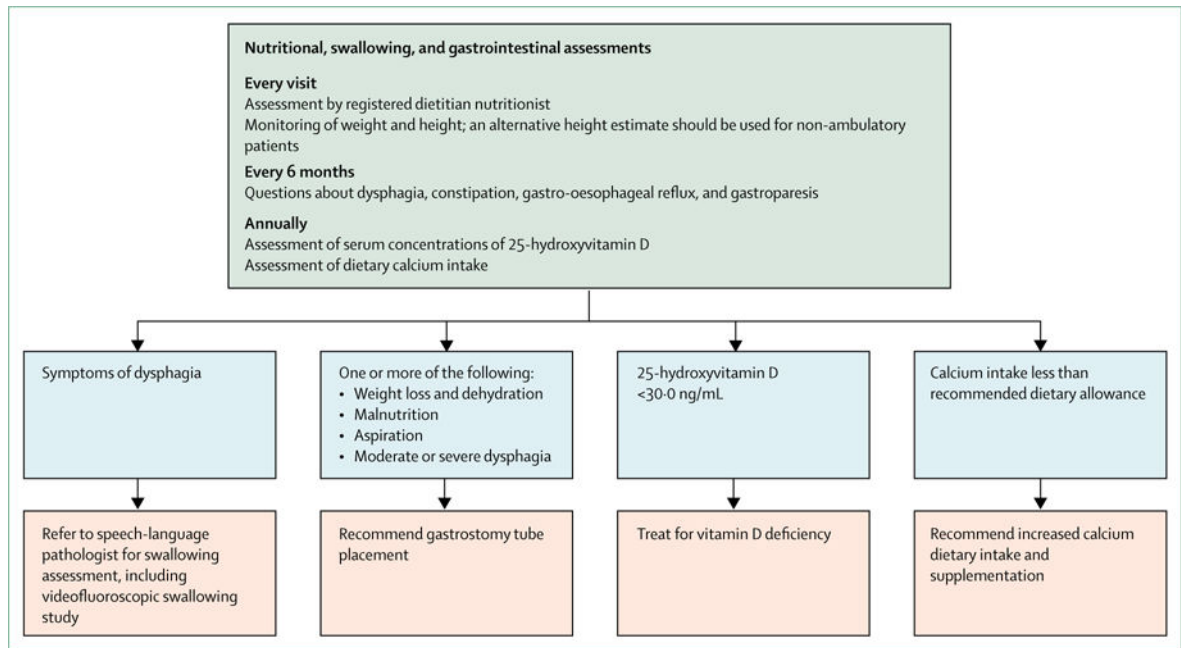 Nutritional, swallowing, and gastrointestinal assessments
Every visit
Assessment by registered dietitian nutritionist
Monitoring of weight and height; an alternative height estimate should be used for non-ambulatory
patients
Every 6 months
Questions about dysphagia, constipation, gastro-oesophageal reflux, and gastroparesis
Annually
Assessment of serum concentrations of 25-hydroxyvitamin D
Assessment of dietary calcium intake
Symptoms of dysphagia
One or more of the following:
• Weight loss and dehydration
• Malnutrition
• Aspiration
• Moderate or severe dysphagia
25-hydroxyvitamin D
<30·0 ng/mL
Calcium intake less than
recommended dietary allowance
Refer to speech-language
pathologist for swallowing
assessment, including
videofluoroscopic swallowing
study
Recommend gastrostomy tube
placement
Treat for vitamin D deficiency
Recommend increased calcium
dietary intake and
supplementation